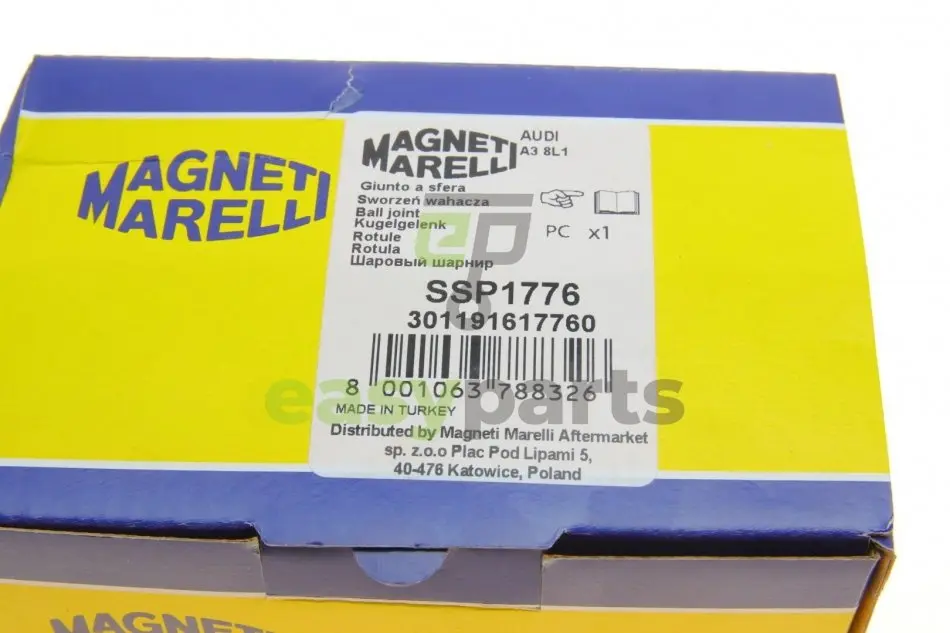 MAGNETI
MARELLI
MAGNETI
MARELLI
AUDI
A3 8L1
Giunto a sfera
Sworzeń wahacza
Ball joint
Kugelgelenk
Rotule
Rotula
Шаровый шарнир
PC x1
SSP1776
301191617760
8 001063 788326
MADE IN TURKEY
easyparts
Distributed by Magneti Marelli Aftermarket
sp. z.o.o Plac Pod Lipami 5,
40-476 Katowice, Poland
MAGNETI